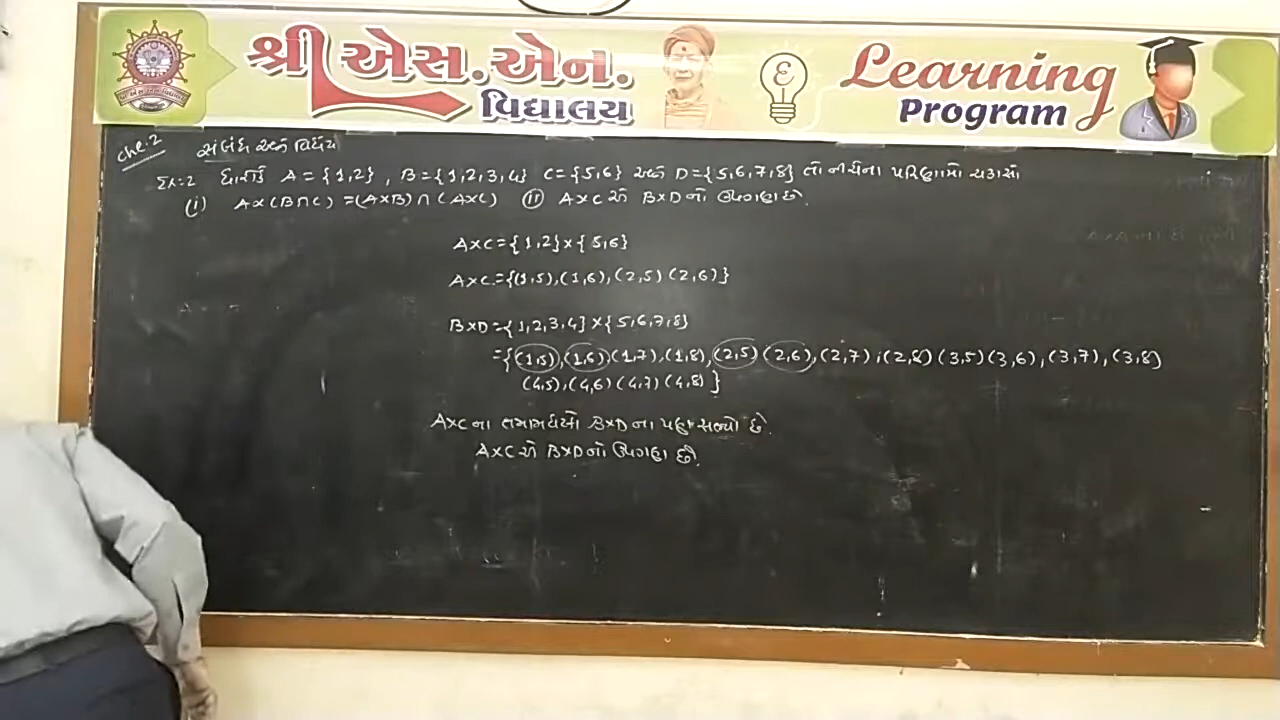 શ્રી એસ.એન.
વિદ્યાલય
Learning
Program
Che.2 સંબંધ અને વિધેય
Ex:2 ધારો કે A = {1,2} , B = {1,2,3,4} C = {5,6} અને D = {5,6,7,8} તો નીચેના પરિણામો ચકાસો
(i) A×(B∩C) = (A×B) ∩ (A×C) (ii) A×C એ B×D નો ઉપગણ છે.
A×C = {1,2} × {5,6}
A×C = {(1,5), (1,6), (2,5) (2,6)}
B×D = {1,2,3,4} × {5,6,7,8}
= {(1,5), (1,6) (1,7), (1,8), (2,5) (2,6), (2,7), (2,8) (3,5) (3,6), (3,7), (3,8)
(4,5), (4,6) (4,7) (4,8)}
A×C ના તમામ ઘટકો B×D ના પણ સભ્યો છે.
A×C એ B×D નો ઉપગણ છે.